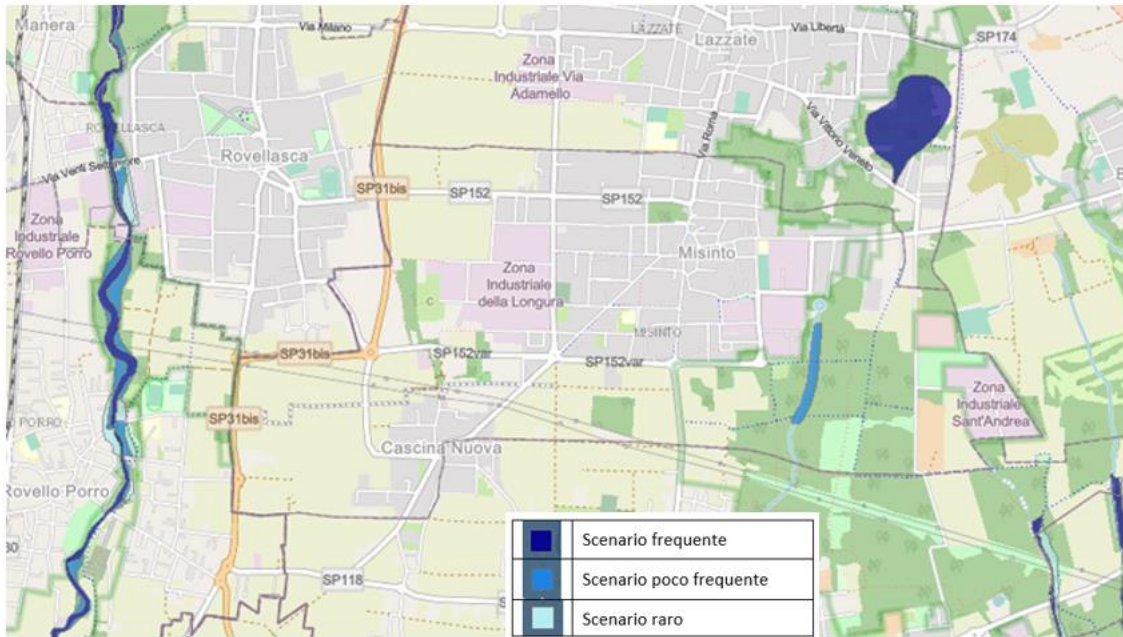 Manera
Via Milano
LAZZATE
Lazzate
Via Libertà
SP174
Zona
Industriale Via
Adamello
ROVELLASCA
Rovellasca
Via Roma
Via Vittorio Veneto
Via Venti Settembre
SP31bis
SP152
SP152
Zona
Industriale
Rovello Porro
Misinto
Zona
Industriale
della Longura
MISINTO
SP31bis
SP152var
SP152var
SP31bis
Zona
Industriale
Sant'Andrea
PORRO
Cascina Nuova
Rovello Porro
30
SP118
Scenario frequente
Scenario poco frequente
Scenario raro